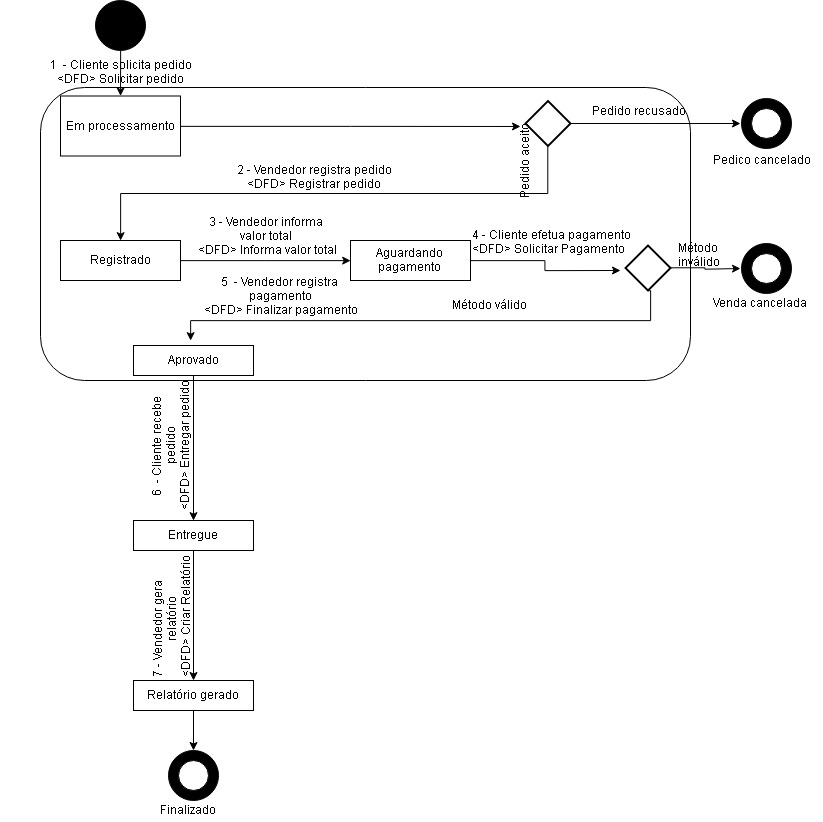 1  - Cliente solicita pedido
<DFD> Solicitar pedido
Em processamento
Pedido aceito
Pedido recusado
Pedico cancelado
2 - Vendedor registra pedido
<DFD> Registrar pedido
Registrado
3 - Vendedor informa
valor total
<DFD> Informa valor total
Aguardando
pagamento
4 - Cliente efetua pagamento
<DFD> Solicitar Pagamento
Método
inválido
Venda cancelada
5  - Vendedor registra
pagamento
<DFD> Finalizar pagamento
Método válido
Aprovado
6  - Cliente recebe
pedido
<DFD> Entregar pedido
Entregue
7 - Vendedor gera
relatório
<DFD> Criar Relatório
Relatório gerado
Finalizado